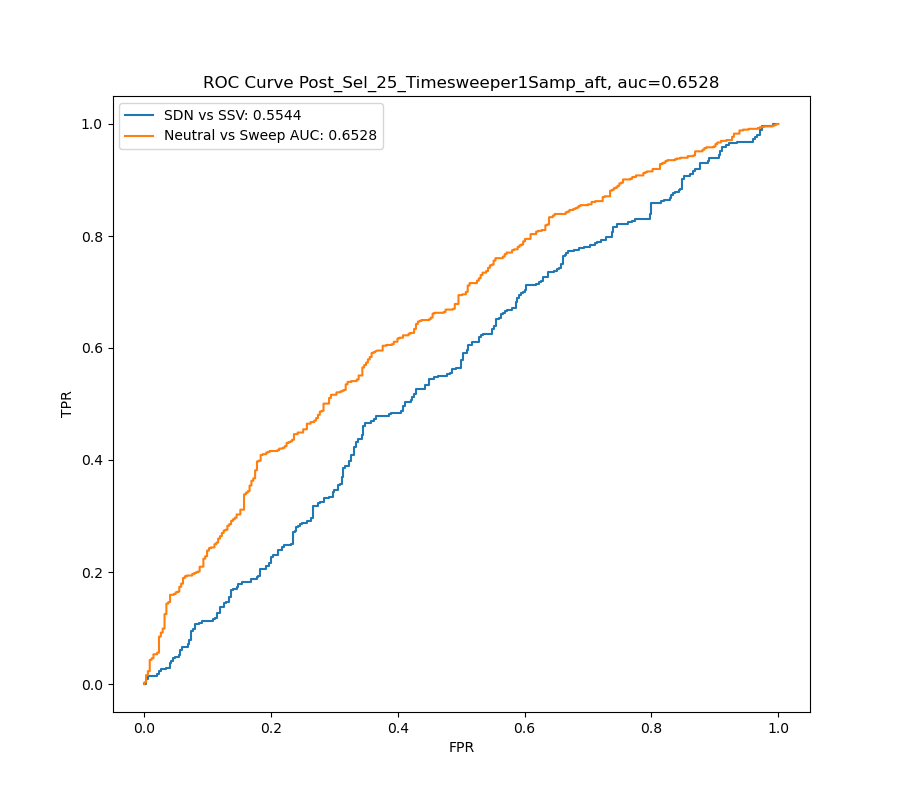 ROC Curve Post_Sel_25_Timesweeper1Samp_aft, auc=0.6528
SDN vs SSV: 0.5544
Neutral vs Sweep AUC: 0.6528
1.0
0.8
0.6
0.4
0.2
0.0
TPR
0.0 0.2 0.4 0.6 0.8 1.0
FPR